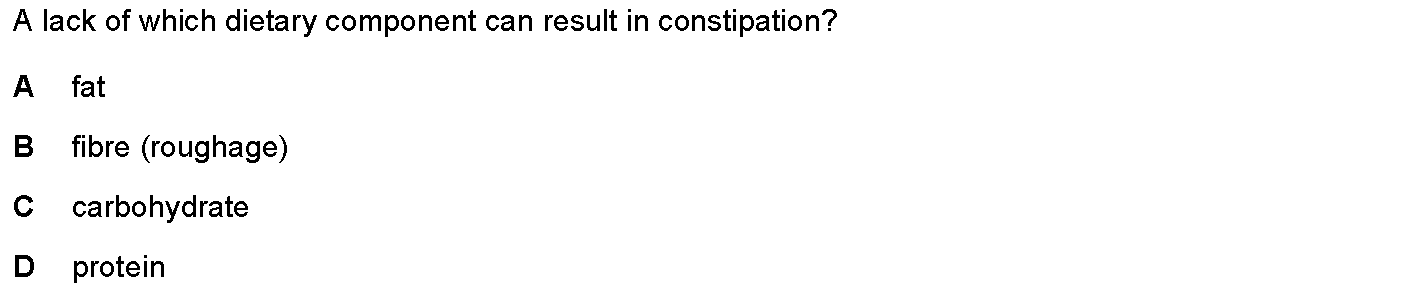 A lack of which dietary component can result in constipation?
A fat
B fibre (roughage)
C carbohydrate
D protein